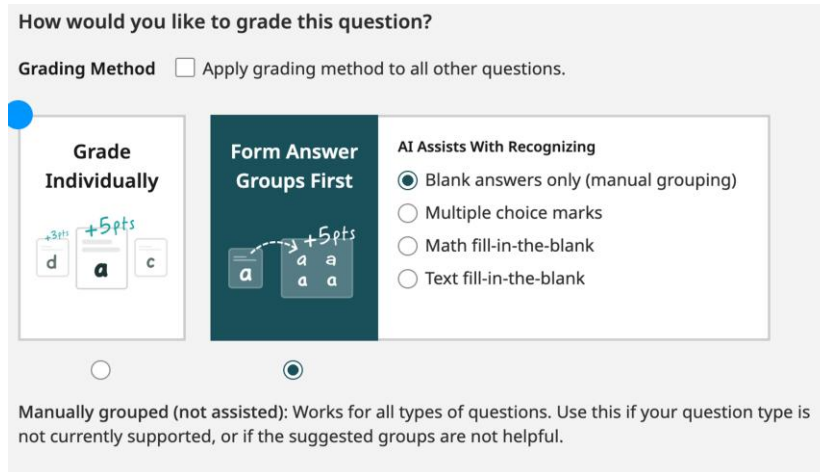 How would you like to grade this question?
Grading Method Apply grading method to all other questions.
Grade
Individually
+3pts
+5pts
d
a
c
Form Answer
Groups First
+5pts
a
a a
a a
AI Assists With Recognizing
Blank answers only (manual grouping)
Multiple choice marks
Math fill-in-the-blank
Text fill-in-the-blank
Manually grouped (not assisted): Works for all types of questions. Use this if your question type is
not currently supported, or if the suggested groups are not helpful.